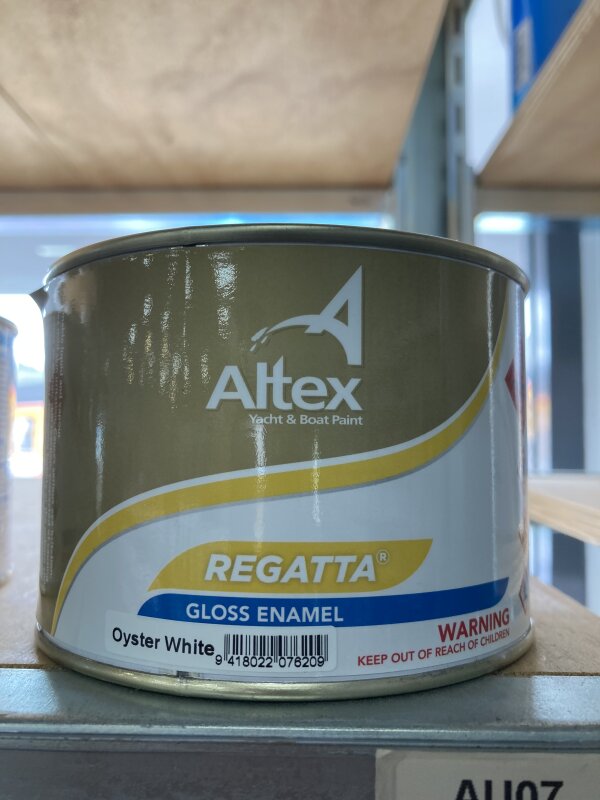 Altex
Yacht & Boat Paint
REGATTA®
GLOSS ENAMEL
Oyster White
9 418022 076209
WARNING
KEEP OUT OF REACH OF CHILDREN
AU07